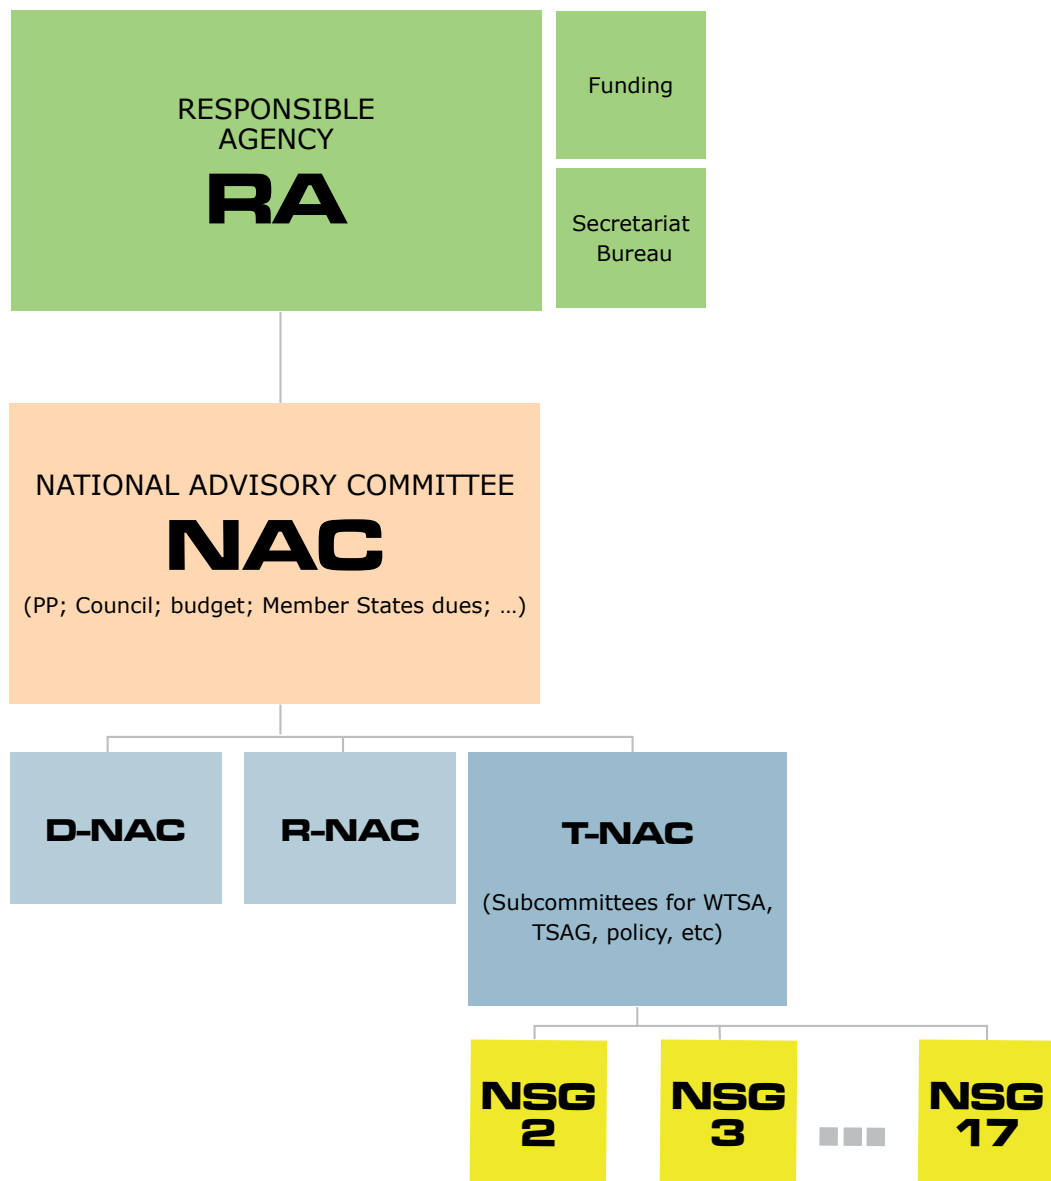 RESPONSIBLE
AGENCY
RA
Funding
Secretariat
Bureau
NATIONAL ADVISORY COMMITTEE
NAC
(PP; Council; budget; Member States dues; …)
D-NAC
R-NAC
T-NAC
(Subcommittees for WTSA,
TSAG, policy, etc)
NSG
2
NSG
3
NSG
17